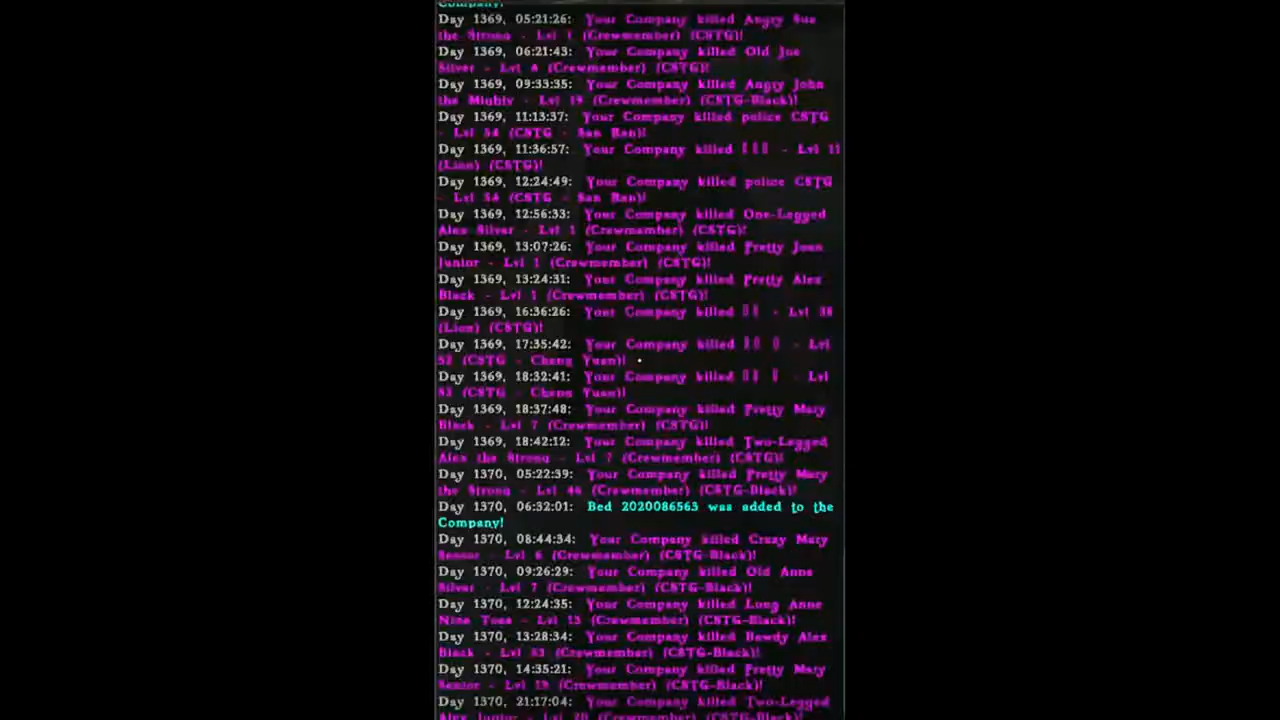 Company!
Day 1369, 05:21:26: Your Company killed Angry Sue
the Strong - Lvl 1 (Crewmember) (CSTG)!
Day 1369, 06:21:43: Your Company killed Old Joe
Silver - Lvl (Crewmember) (CSTG)!
Day 1369, 09:33:35: Your Company killed Angry John
the Mighty - Lvl 19 (Crewmember) (CSTG-Black)!
Day 1369, 11:13:37: Your Company killed police CSTG
- Lvl 54 (CSTG - San Ban)!
Day 1369, 11:36:57: Your Company killed - Lvl 11
(Lion) (CSTG)!
Day 1369, 12:24:49: Your Company killed police CSTG
- Lvl 54 (CSTG - San Ban)!
Day 1369, 12:56:33: Your Company killed One-Legged
Alex Silver - Lvl 1 (Crewmember) (CSTG)!
Day 1369, 13:07:26: Your Company killed Pretty Joan
Junior - Lvl 1 (Crewmember) (CSTG)!
Day 1369, 13:24:31: Your Company killed Pretty Alex
Black - Lvl 1 (Crewmember) (CSTG)!
Day 1369, 16:36:26: Your Company killed - Lvl
(Lion) (CSTG)!
Day 1369, 17:35:42: Your Company killed - Lvl
(CSTG - Chang Yuan)!
Day 1369, 18:32:41: Your Company killed - Lvl
(CSTG - Chang Yuan)!
Day 1369, 18:37:48: Your Company killed Pretty Mary
Black - Lvl 7 (Crewmember) (CSTG)!
Day 1369, 18:42:12: Your Company killed Two-Legged
Alex the Strong - Lvl 7 (Crewmember) (CSTG)!
Day 1370, 05:22:39: Your Company killed Pretty Mary
the Strong - Lvl (Crewmember) (CSTG-Black)!
Day 1370, 06:32:01: Bed 2020086563 was added to the
Company!
Day 1370, 08:44:34: Your Company killed Crazy Mary
Senior - Lvl 6 (Crewmember) (CSTG-Black)!
Day 1370, 09:26:29: Your Company killed Old Anne
Silver - Lvl 7 (Crewmember) (CSTG-Black)!
Day 1370, 12:24:35: Your Company killed Long Anne
Nine Toes - Lvl 13 (Crewmember) (CSTG-Black)!
Day 1370, 13:28:34: Your Company killed Bawdy Alex
Black - Lvl (Crewmember) (CSTG-Black)!
Day 1370, 14:35:21: Your Company killed Pretty Mary
Senior - Lvl 19 (Crewmember) (CSTG-Black)!
Day 1370, 21:17:04: Your Company killed Two-Legged
Alex Junior - Lvl (Crewmember) (CSTG-Black)!